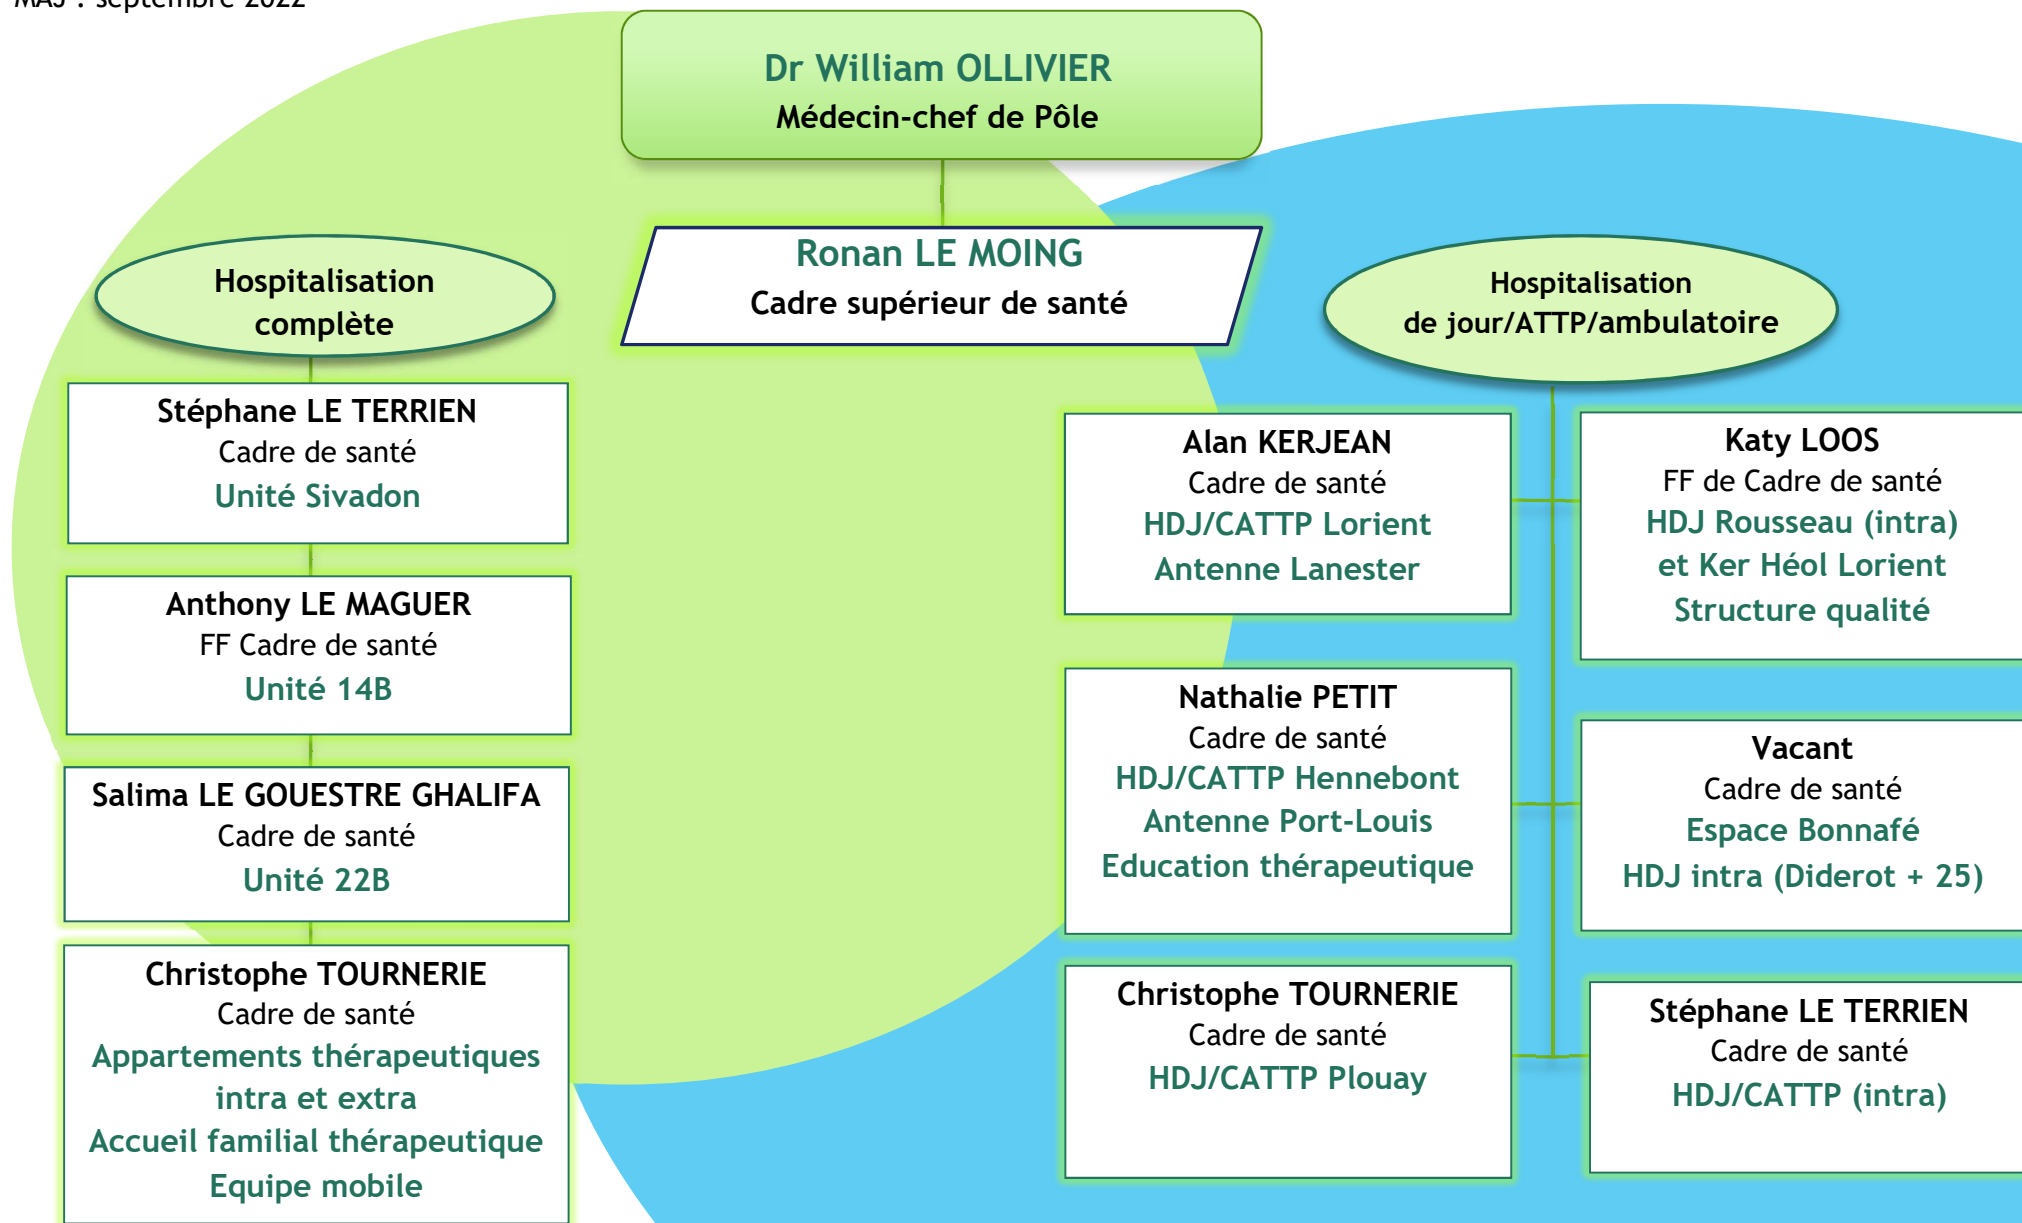 MAJ : septembre 2022
Dr William OLLIVIER
Médecin-chef de Pôle
Ronan LE MOING
Cadre supérieur de santé
Hospitalisation
complète
Stéphane LE TERRIEN
Cadre de santé
Unité Sivadon
Anthony LE MAGUER
FF Cadre de santé
Unité 14B
Salima LE GOUESTRE GHALIFA
Cadre de santé
Unité 22B
Christophe TOURNERIE
Cadre de santé
Appartements thérapeutiques
intra et extra
Accueil familial thérapeutique
Equipe mobile
Hospitalisation
de jour/ATTP/ambulatoire
Alan KERJEAN
Cadre de santé
HDJ/CATTP Lorient
Antenne Lanester
Katy LOOS
FF de Cadre de santé
HDJ Rousseau (intra)
et Ker Héol Lorient
Structure qualité
Nathalie PETIT
Cadre de santé
HDJ/CATTP Hennebont
Antenne Port-Louis
Education thérapeutique
Vacant
Cadre de santé
Espace Bonnafé
HDJ intra (Diderot + 25)
Christophe TOURNERIE
Cadre de santé
HDJ/CATTP Plouay
Stéphane LE TERRIEN
Cadre de santé
HDJ/CATTP (intra)